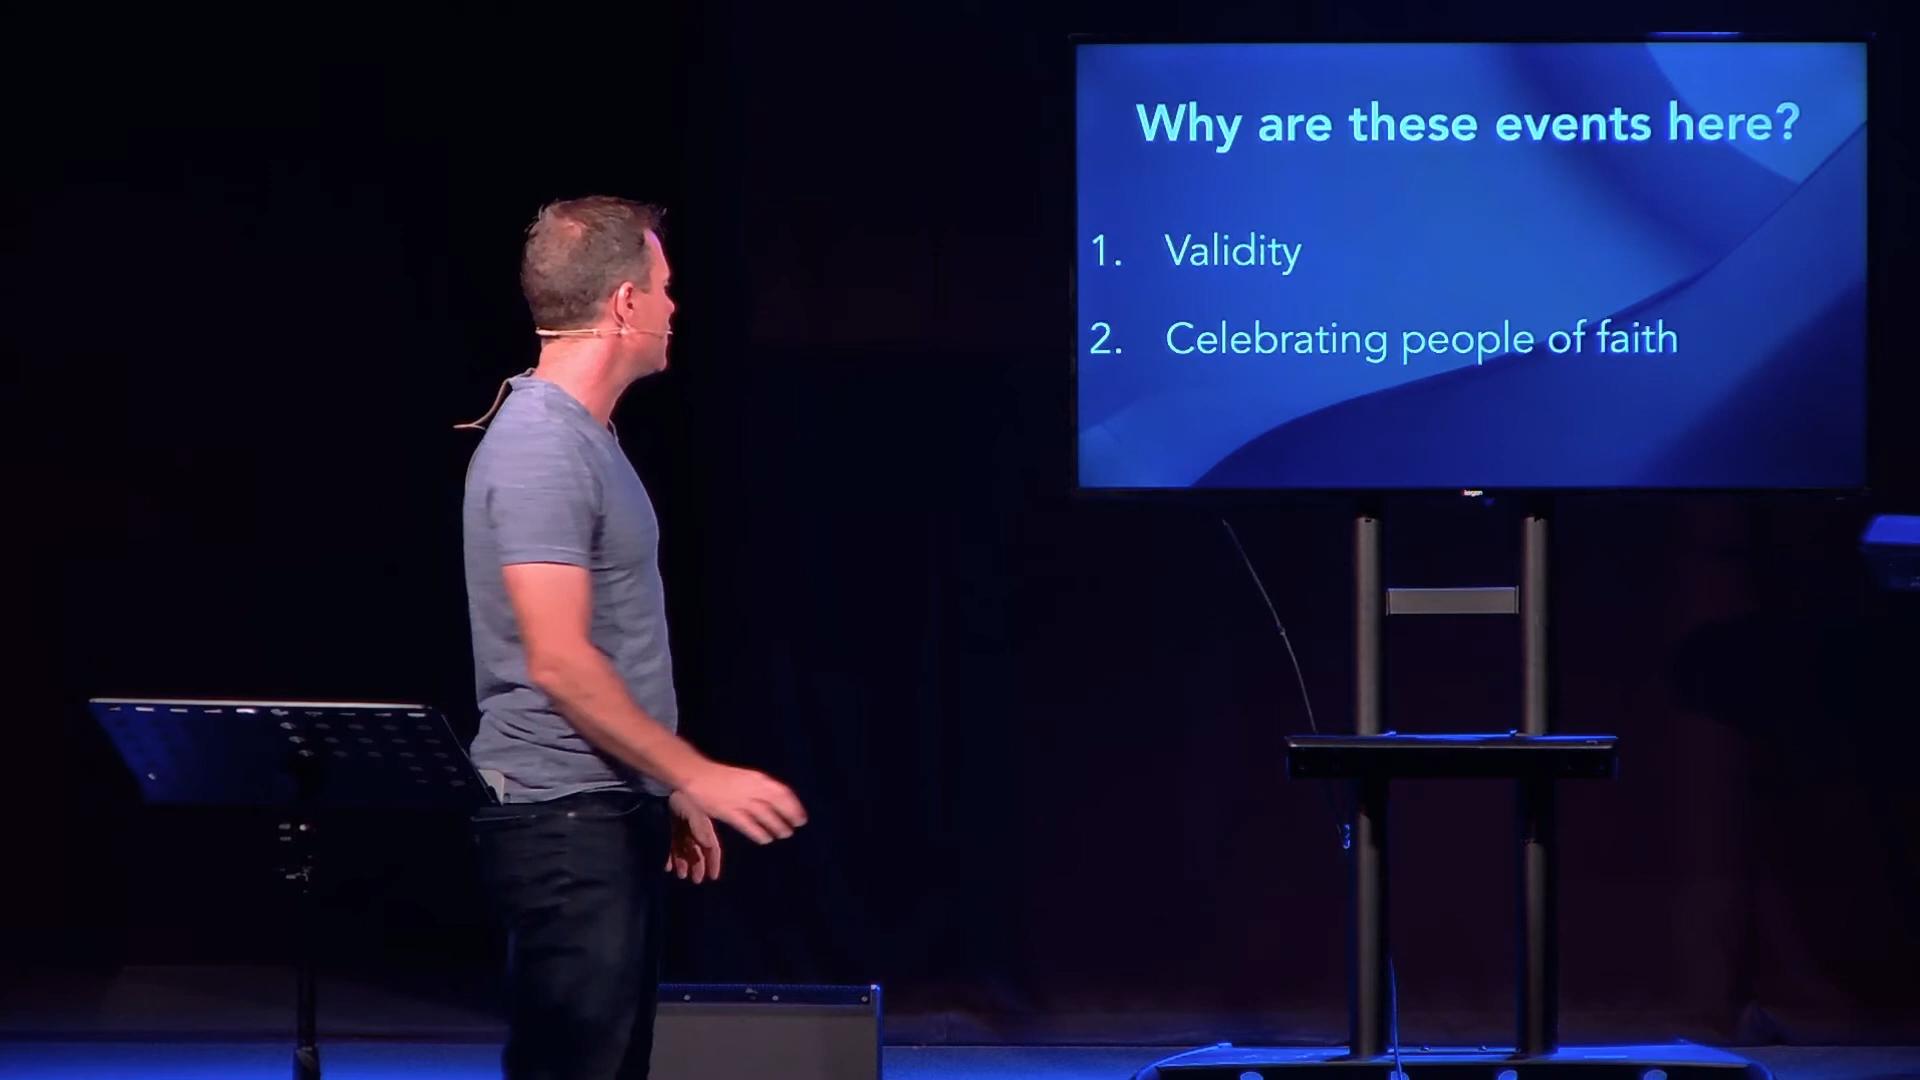 Why are these events here?
1. Validity
2. Celebrating people of faith